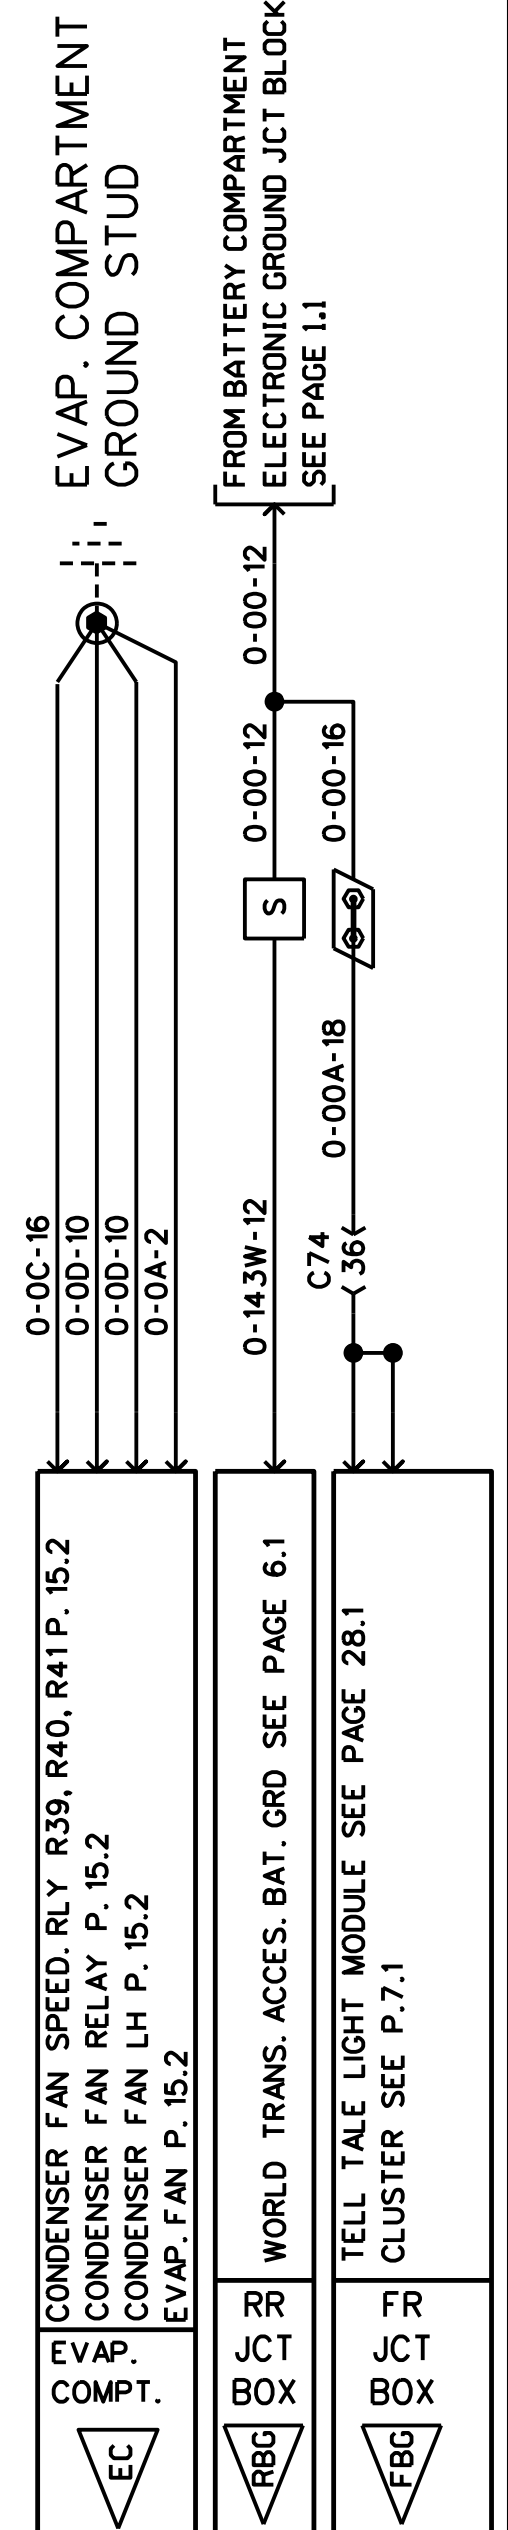 EVAP. COMPARTMENT
GROUND STUD
FROM BATTERY COMPARTMENT
ELECTRONIC GROUND JCT BLOCK
SEE PAGE 1.1
0-00-12
0-00-12
0-00-16
S
0-00A-18
0-0C-16
0-0D-10
0-0D-10
0-0A-2
0-143W-12
C74
36
CONDENSER FAN SPEED. RLY R39, R40, R41 P. 15.2
CONDENSER FAN RELAY P. 15.2
CONDENSER FAN LH P. 15.2
EVAP. FAN P. 15.2
WORLD TRANS. ACCES. BAT. GRD SEE PAGE 6.1
TELL TALE LIGHT MODULE SEE PAGE 28.1
CLUSTER SEE P.7.1
EVAP.
COMPT.
EC
RR
JCT
BOX
RBG
FR
JCT
BOX
FBG